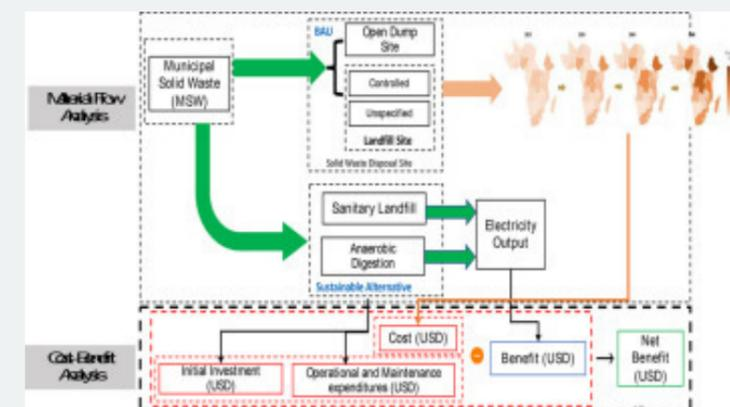 BAU
Open Dump
Site
Municipal
Solid Waste
(MSW)
Controlled
Unspecified
Landfill Site
Solid Waste Disposal Site
Material Flow
Analysis
Sanitary Landfill
Anaerobic
Digestion
Sustainable Alternative
Electricity
Output
Cost-Benefit
Analysis
Cost (USD)
Initial Investment
(USD)
Operational and Maintenance
expenditures (USD)
Benefit (USD)
Net
Benefit
(USD)